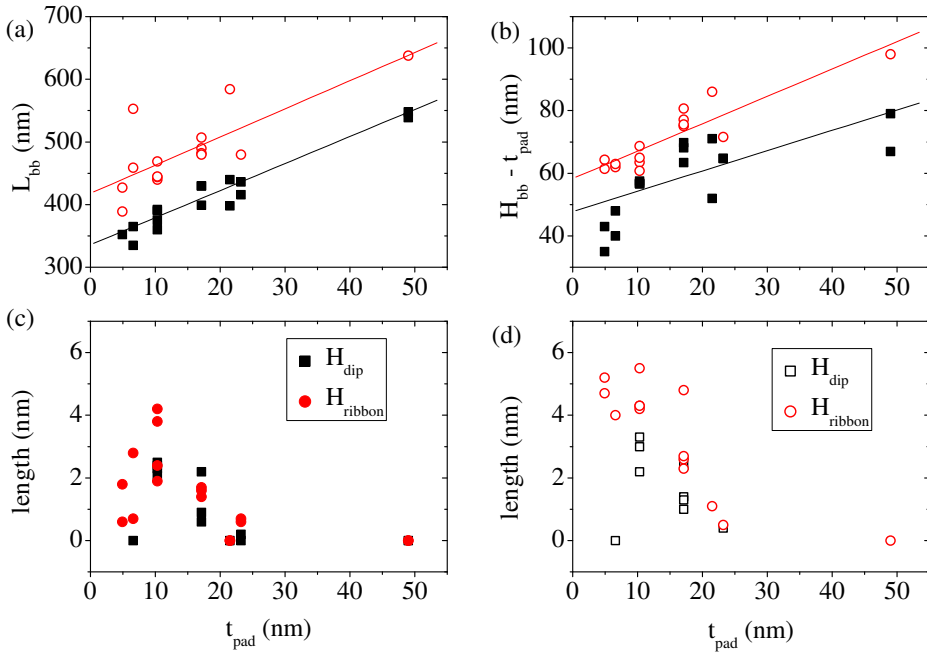 (a)
700
600
500
400
300
L_bb (nm)
0 10 20 30 40 50
(b)
100
80
60
40
H_bb - t_pad (nm)
0 10 20 30 40 50
(c)
6
4
2
0
length (nm)
H_dip
H_ribbon
0 10 20 30 40 50
t_pad (nm)
(d)
6
4
2
0
length (nm)
H_dip
H_ribbon
0 10 20 30 40 50
t_pad (nm)